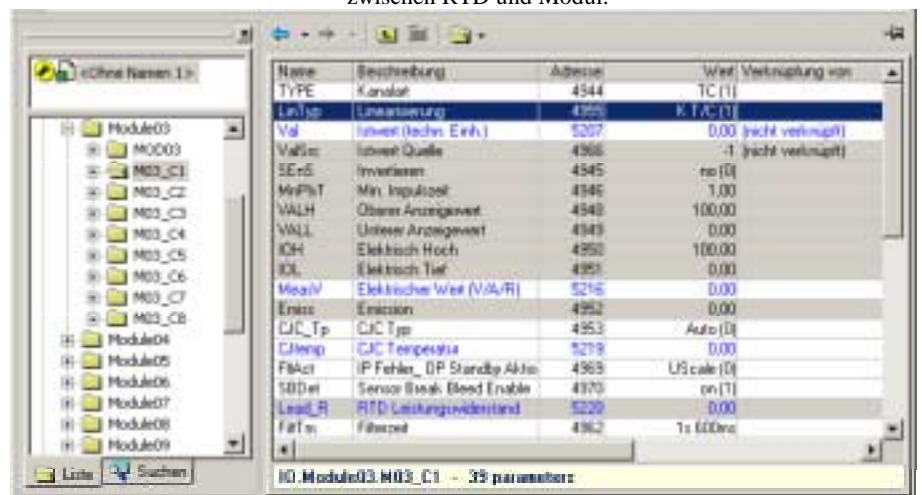 zwischen RTD und Modul.
<Ohne Namen 1>
Module03
MOD03
M03_C1
M03_C2
M03_C3
M03_C4
M03_C5
M03_C6
M03_C7
M03_C8
Module04
Module05
Module06
Module07
Module08
Module09
Liste Suchen
Name Beschreibung Adresse Wert Verknüpfung von
TYPE Kanalart 4944 TC (1)
LinTyp Linearisierung 4955 K T/C (1)
Val Istwert (techn. Einh.) 5207 0,00 (nicht verknüpft)
ValSrc Istwert Quelle 4966 -1 (nicht verknüpft)
SEnS Invertieren 4945 no (0)
MnPlsT Min. Impulszeit 4946 1,00
VALH Oberer Anzeigewert 4948 100,00
VALL Unterer Anzeigewert 4949 0,00
IOH Elektrisch Hoch 4950 100,00
IOL Elektrisch Tief 4951 0,00
MeasV Elektrischer Wert (V/A/R) 5216 0,00
Emiss Emission 4952 0,00
CJC_Tp CJC Typ 4953 Auto (0)
CJtemp CJC Temperatur 5219 0,00
FltAct IP Fehler_ OP Standby Aktio 4969 UScale (0)
SBDet Sensor Break Bleed Enable 4970 on (1)
Lead_R RTD Leistungswiderstand 5220 0,00
FiltTm Filterzeit 4962 1s 600ms
IO.Module03.M03_C1 - 39 parameters